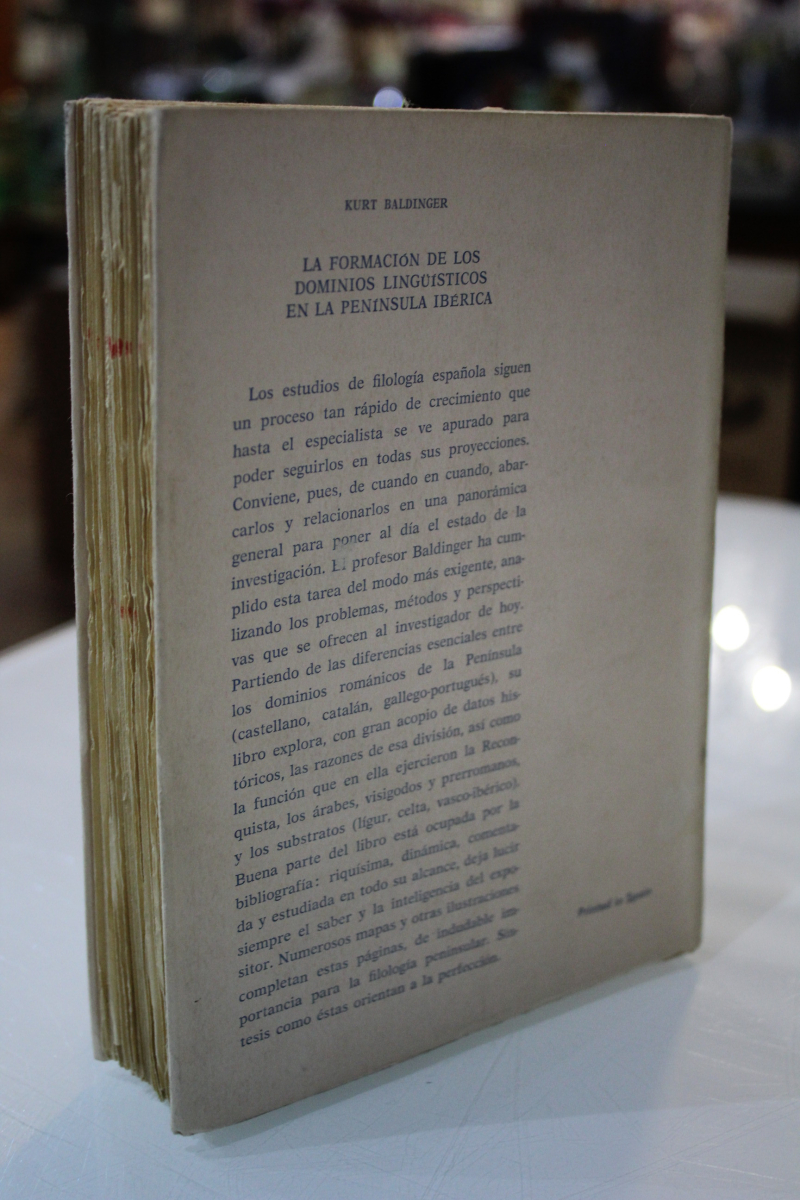 KURT BALDINGER
LA FORMACIÓN DE LOS
DOMINIOS LINGÜÍSTICOS
EN LA PENÍNSULA IBÉRICA
Los estudios de filología española siguen
un proceso tan rápido de crecimiento que
hasta el especialista se ve apurado para
poder seguirlos en todas sus proyecciones.
Conviene, pues, de cuando en cuando, abar-
carlos y relacionarlos en una panorámica
general para poner al día el estado de la
investigación. El profesor Baldinger ha cum-
plido esta tarea del modo más exigente, ana-
lizando los problemas, métodos y perspecti-
vas que se ofrecen al investigador de hoy.
Partiendo de las diferencias esenciales entre
los dominios románicos de la Península
(castellano, catalán, gallego-portugués), su
libro explora, con gran acopio de datos his-
tóricos, las razones de esa división, así como
la función que en ella ejercieron la Recon-
quista, los árabes, visigodos y prerromanos,
y los substratos (lígur, celta, vasco-ibérico).
Buena parte del libro está ocupada por la
bibliografía: riquísima, dinámica, comenta-
da y estudiada en todo su alcance, deja lucir
siempre el saber y la inteligencia del expo-
sitor. Numerosos mapas y otras ilustraciones
completan estas páginas, de indudable im-
portancia para la filología peninsular. Sín-
tesis como éstas orientan a la perfección.
Printed in Spain